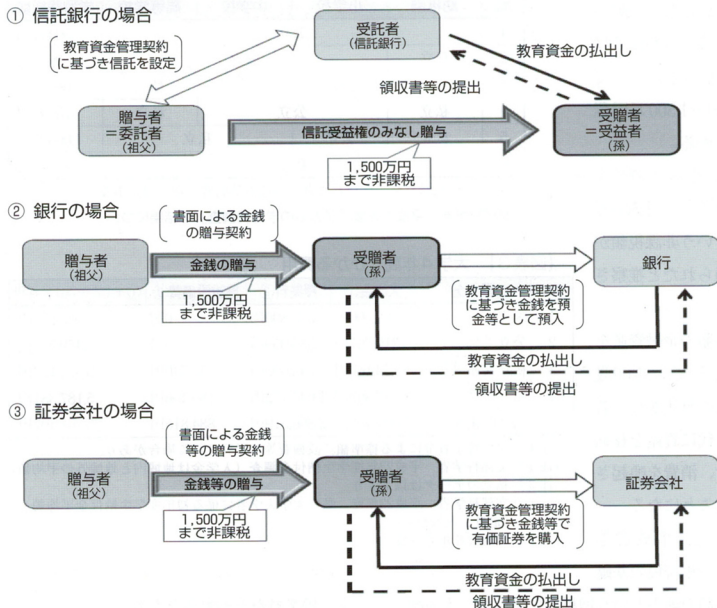 ① 信託銀行の場合
教育資金管理契約
に基づき信託を設定
受託者
(信託銀行)
教育資金の払出し
領収書等の提出
贈与者
=委託者
(祖父)
信託受益権のみなし贈与
受贈者
=受益者
(孫)
1,500万円
まで非課税
② 銀行の場合
書面による金銭
の贈与契約
贈与者
(祖父)
金銭の贈与
受贈者
(孫)
銀行
1,500万円
まで非課税
教育資金管理契約
に基づき金銭を預
金等として預入
教育資金の払出し
領収書等の提出
③ 証券会社の場合
書面による金銭
等の贈与契約
贈与者
(祖父)
金銭等の贈与
受贈者
(孫)
証券会社
1,500万円
まで非課税
教育資金管理契約
に基づき金銭等で
有価証券を購入
教育資金の払出し
領収書等の提出